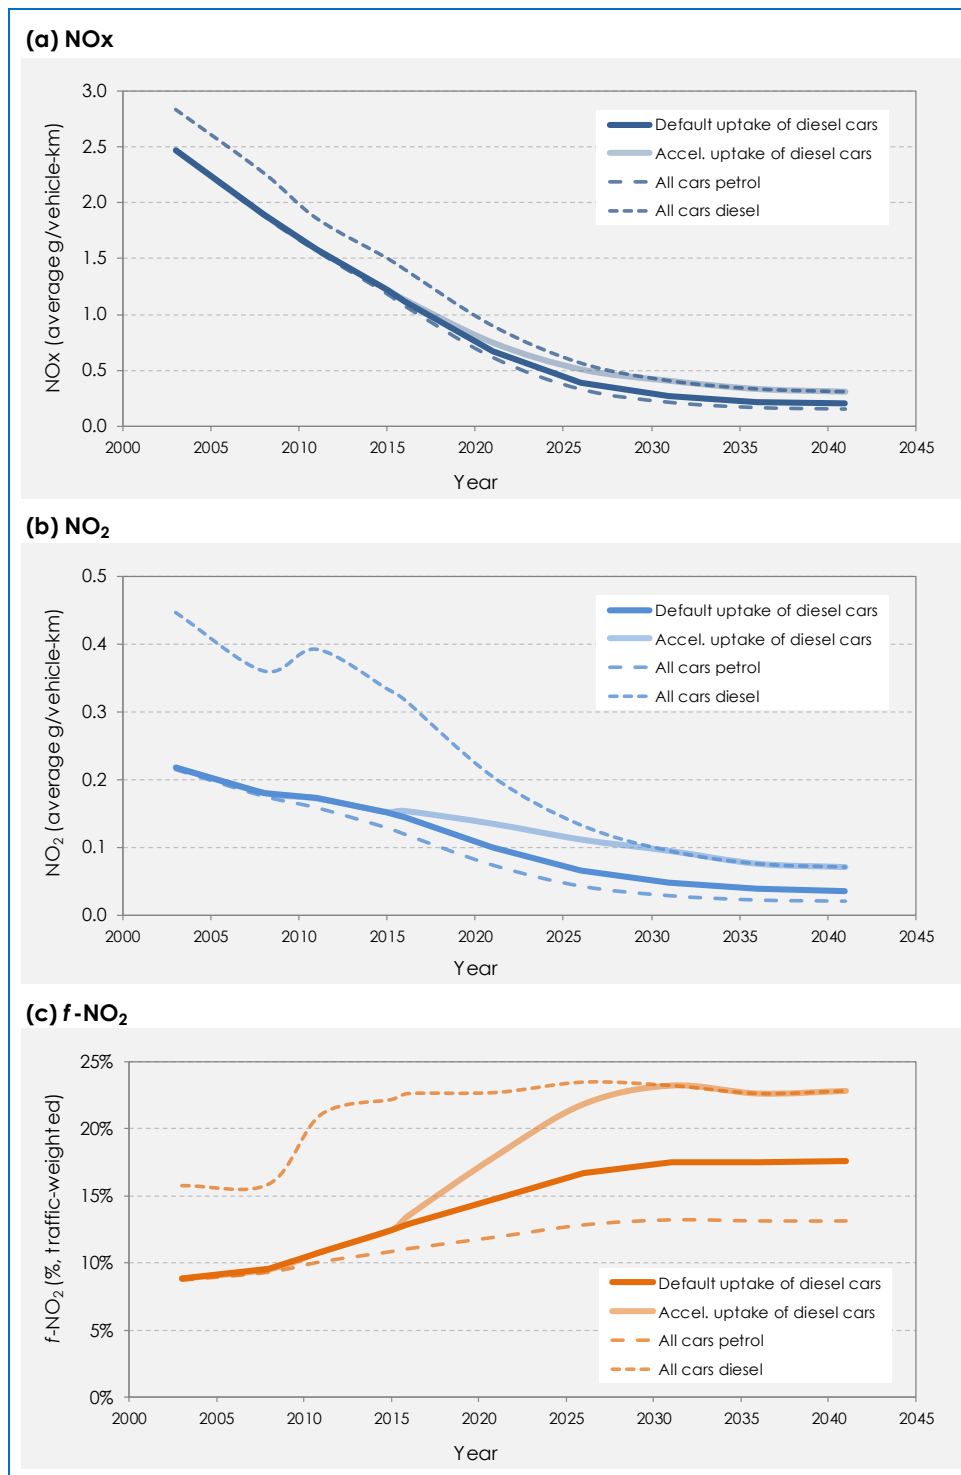 (a) NOx
NOx (average g/vehicle-km)
3.0
2.5
2.0
1.5
1.0
0.5
0.0
Default uptake of diesel cars
Accel. uptake of diesel cars
All cars petrol
All cars diesel
2000 2005 2010 2015 2020 2025 2030 2035 2040 2045
Year
(b) NO₂
NO₂ (average g/vehicle-km)
0.5
0.4
0.3
0.2
0.1
0.0
Default uptake of diesel cars
Accel. uptake of diesel cars
All cars petrol
All cars diesel
2000 2005 2010 2015 2020 2025 2030 2035 2040 2045
Year
(c) f-NO₂
f-NO₂ (%, traffic-weighted)
25%
20%
15%
10%
5%
0%
Default uptake of diesel cars
Accel. uptake of diesel cars
All cars petrol
All cars diesel
2000 2005 2010 2015 2020 2025 2030 2035 2040 2045
Year